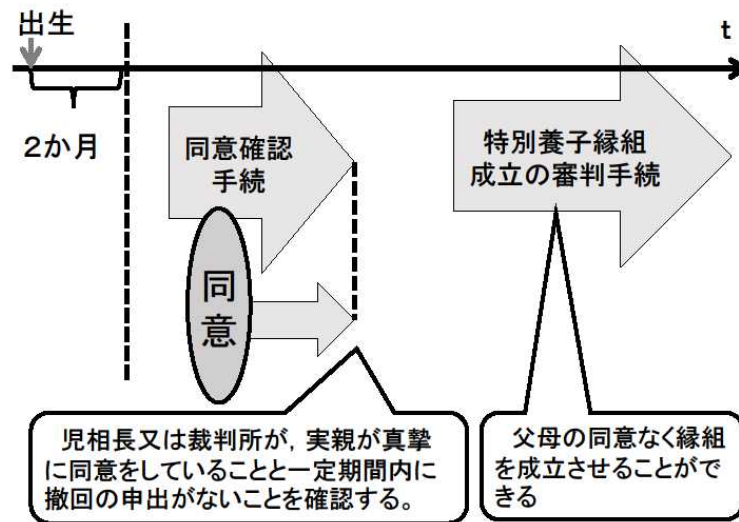 出生
t
2か月
同意確認
手続
特別養子縁組
成立の審判手続
同意
児相長又は裁判所が，実親が真摯
に同意をしていることと一定期間内に
撤回の申出がないことを確認する。
父母の同意なく縁組
を成立させることがで
きる